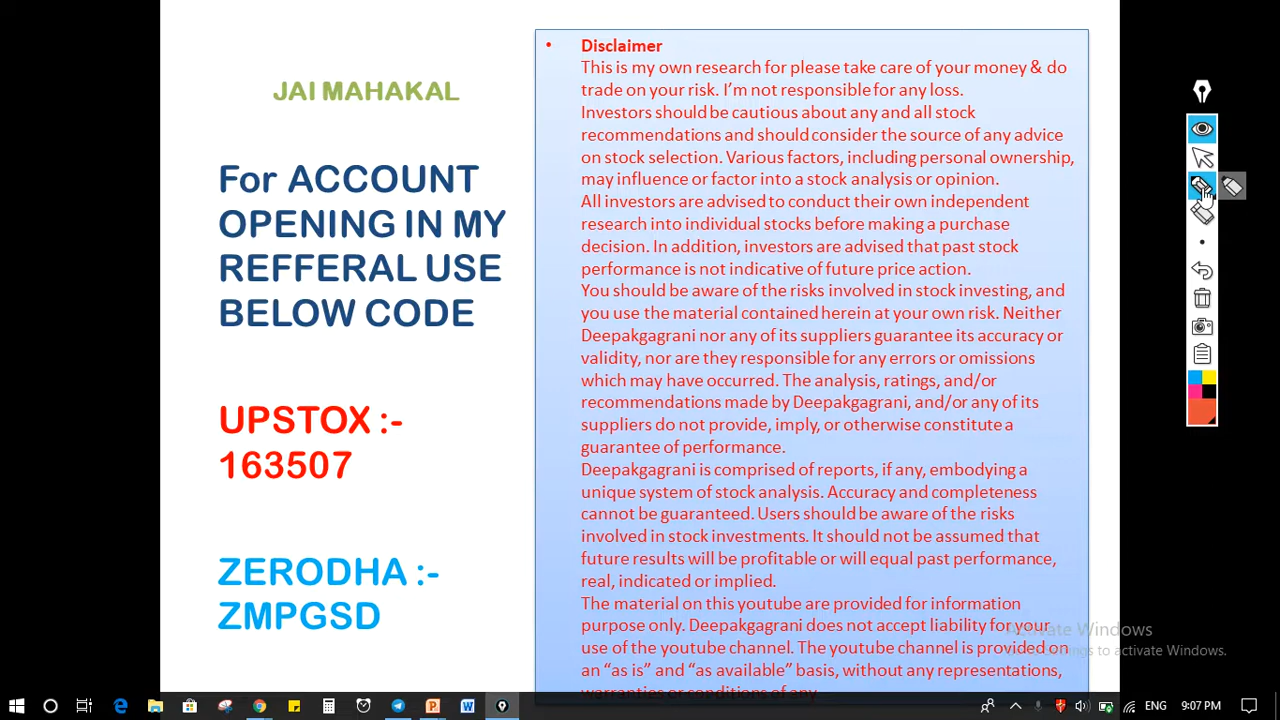 JAI MAHAKAL
For ACCOUNT
OPENING IN MY
REFFERAL USE
BELOW CODE
UPSTOX :-
163507
ZERODHA :-
ZMPGSD
• Disclaimer
This is my own research for please take care of your money & do
trade on your risk. I’m not responsible for any loss.
Investors should be cautious about any and all stock
recommendations and should consider the source of any advice
on stock selection. Various factors, including personal ownership,
may influence or factor into a stock analysis or opinion.
All investors are advised to conduct their own independent
research into individual stocks before making a purchase
decision. In addition, investors are advised that past stock
performance is not indicative of future price action.
You should be aware of the risks involved in stock investing, and
you use the material contained herein at your own risk. Neither
Deepakgagrani nor any of its suppliers guarantee its accuracy or
validity, nor are they responsible for any errors or omissions
which may have occurred. The analysis, ratings, and/or
recommendations made by Deepakgagrani, and/or any of its
suppliers do not provide, imply, or otherwise constitute a
guarantee of performance.
Deepakgagrani is comprised of reports, if any, embodying a
unique system of stock analysis. Accuracy and completeness
cannot be guaranteed. Users should be aware of the risks
involved in stock investments. It should not be assumed that
future results will be profitable or will equal past performance,
real, indicated or implied.
The material on this youtube are provided for information
purpose only. Deepakgagrani does not accept liability for your
use of the youtube channel. The youtube channel is provided on
an “as is” and “as available” basis, without any representations,
warranties or conditions of any
Activate Windows
to activate Windows.
ENG 9:07 PM